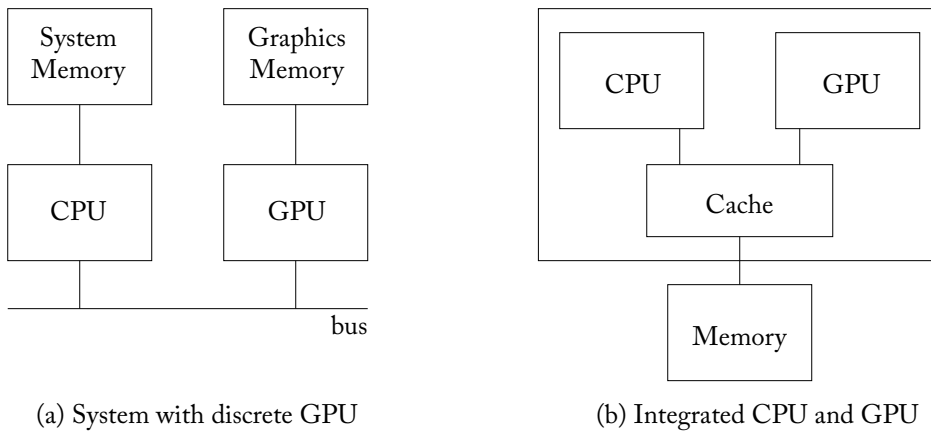 System
Memory
Graphics
Memory
CPU
GPU
bus
(a) System with discrete GPU
CPU
GPU
Cache
Memory
(b) Integrated CPU and GPU